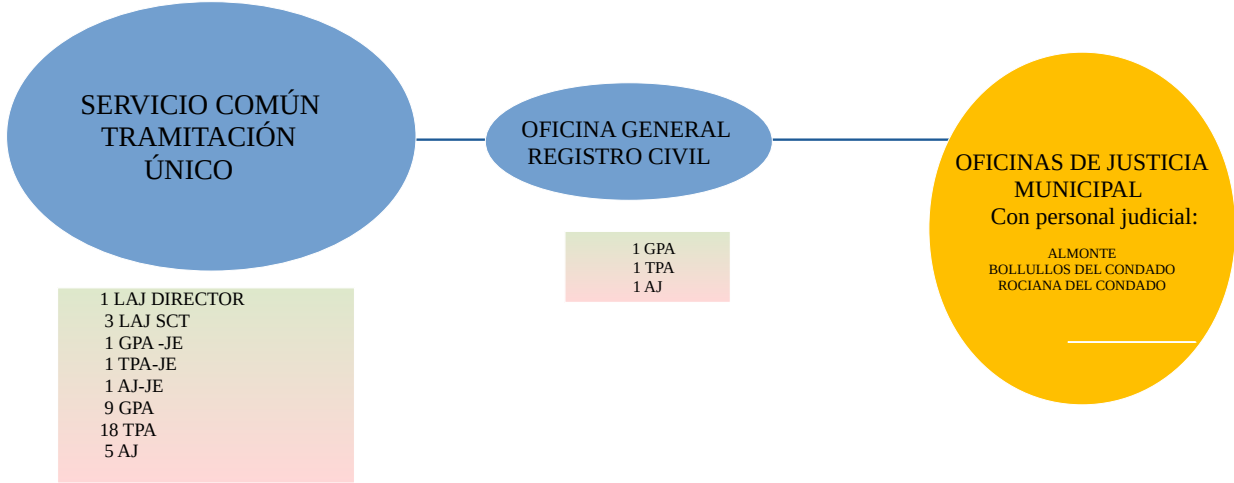 SERVICIO COMÚN
TRAMITACIÓN
ÚNICO
1 LAJ DIRECTOR
3 LAJ SCT
1 GPA -JE
1 TPA-JE
1 AJ-JE
9 GPA
18 TPA
5 AJ
OFICINA GENERAL
REGISTRO CIVIL
1 GPA
1 TPA
1 AJ
OFICINAS DE JUSTICIA
MUNICIPAL
Con personal judicial:
ALMONTE
BOLLULLOS DEL CONDADO
ROCIANA DEL CONDADO